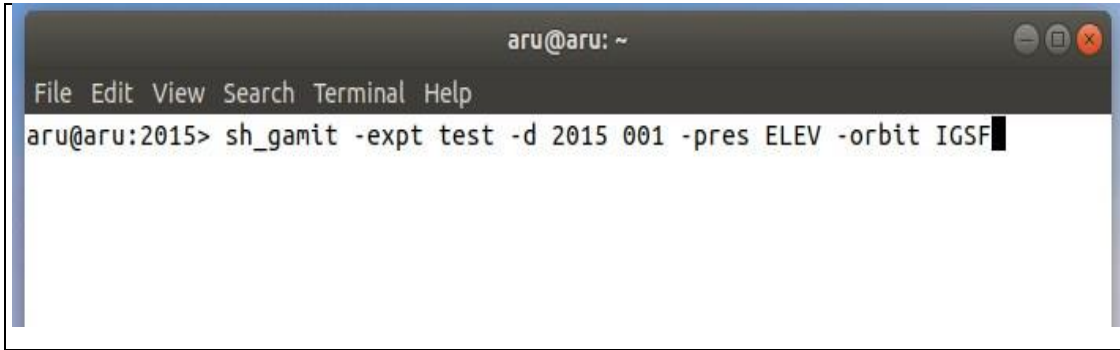 aru@aru: ~
File Edit View Search Terminal Help
aru@aru:2015> sh_gamit -expt test -d 2015 001 -pres ELEV -orbit IGSF